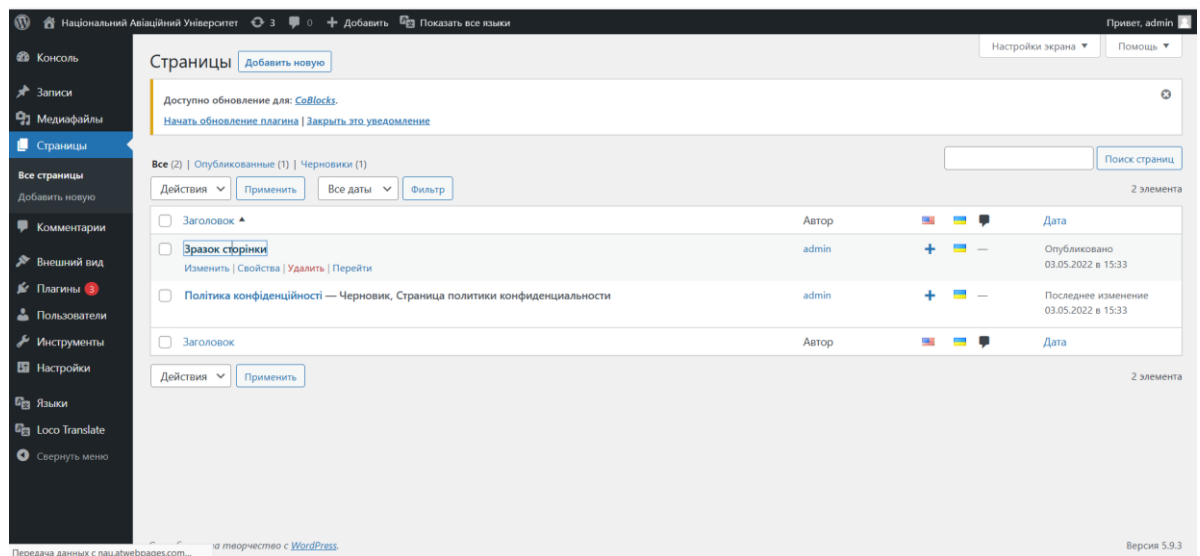 Національний Авіаційний Університет 3 0 + Добавить Показать все языки Привет, admin
Настройки экрана ▼ Помощь ▼
Консоль
Записи
Медиафайлы
Страницы
Все страницы
Добавить новую
Комментарии
Внешний вид
Плагины 3
Пользователи
Инструменты
Настройки
Языки
Loco Translate
Свернуть меню
Страницы Добавить новую
Доступно обновление для: CoBlocks.
Начать обновление плагина | Закрыть это уведомление
Все (2) | Опубликованные (1) | Черновики (1)
Поиск страниц
Действия Применить Все даты Фильтр 2 элемента
Заголовок ▲ Автор Дата
Зразок сторінки admin + — Опубликовано
03.05.2022 в 15:33
Изменить | Свойства | Удалить | Перейти
Політика конфіденційності — Черновик, Страница политики конфиденциальности admin + — Последнее изменение
03.05.2022 в 15:33
Заголовок Автор Дата
Действия Применить 2 элемента
творчество с WordPress. Версия 5.9.3
Передача данных с nau.atwebpages.com...